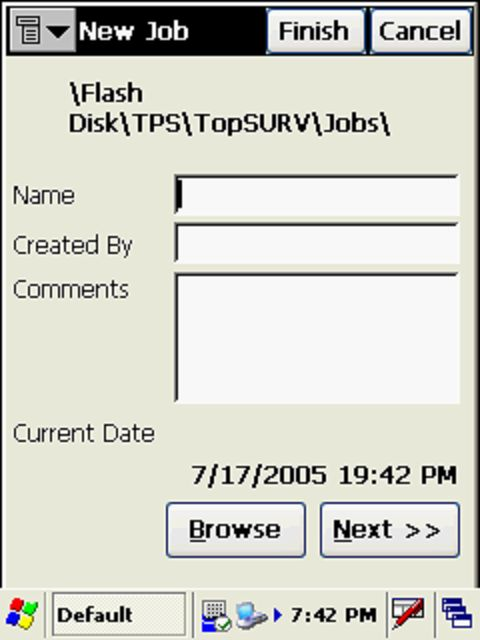 New Job Finish Cancel
\Flash
Disk\TPS\TopSURV\Jobs\
Name
Created By
Comments
Current Date
7/17/2005 19:42 PM
Browse Next >>
Default 7:42 PM